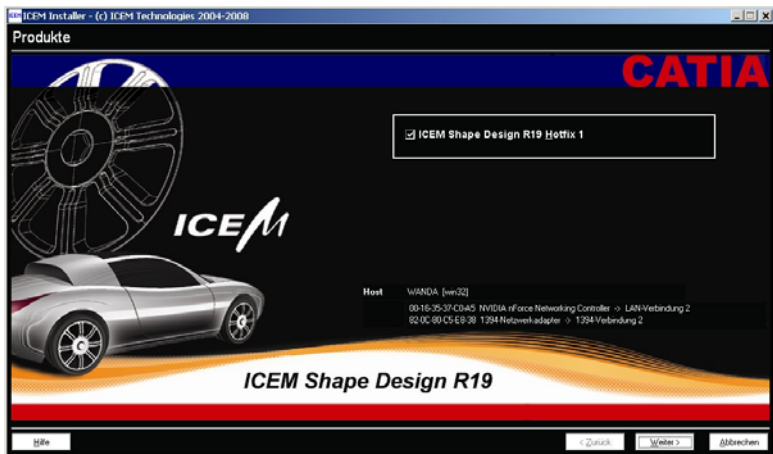 ICEM Installer - (c) ICEM Technologies 2004-2008
Produkte
CATIA
ICEM Shape Design R19 Hotfix 1
ICEM
Host WANDA [win32]
00-16-35-37-C0-A5 NVIDIA nForce Networking Controller -> LAN-Verbindung 2
82-0C-80-C5-E8-38 1394-Netzwerkadapter -> 1394-Verbindung 2
ICEM Shape Design R19
Hilfe
< Zurück
Weiter >
Abbrechen